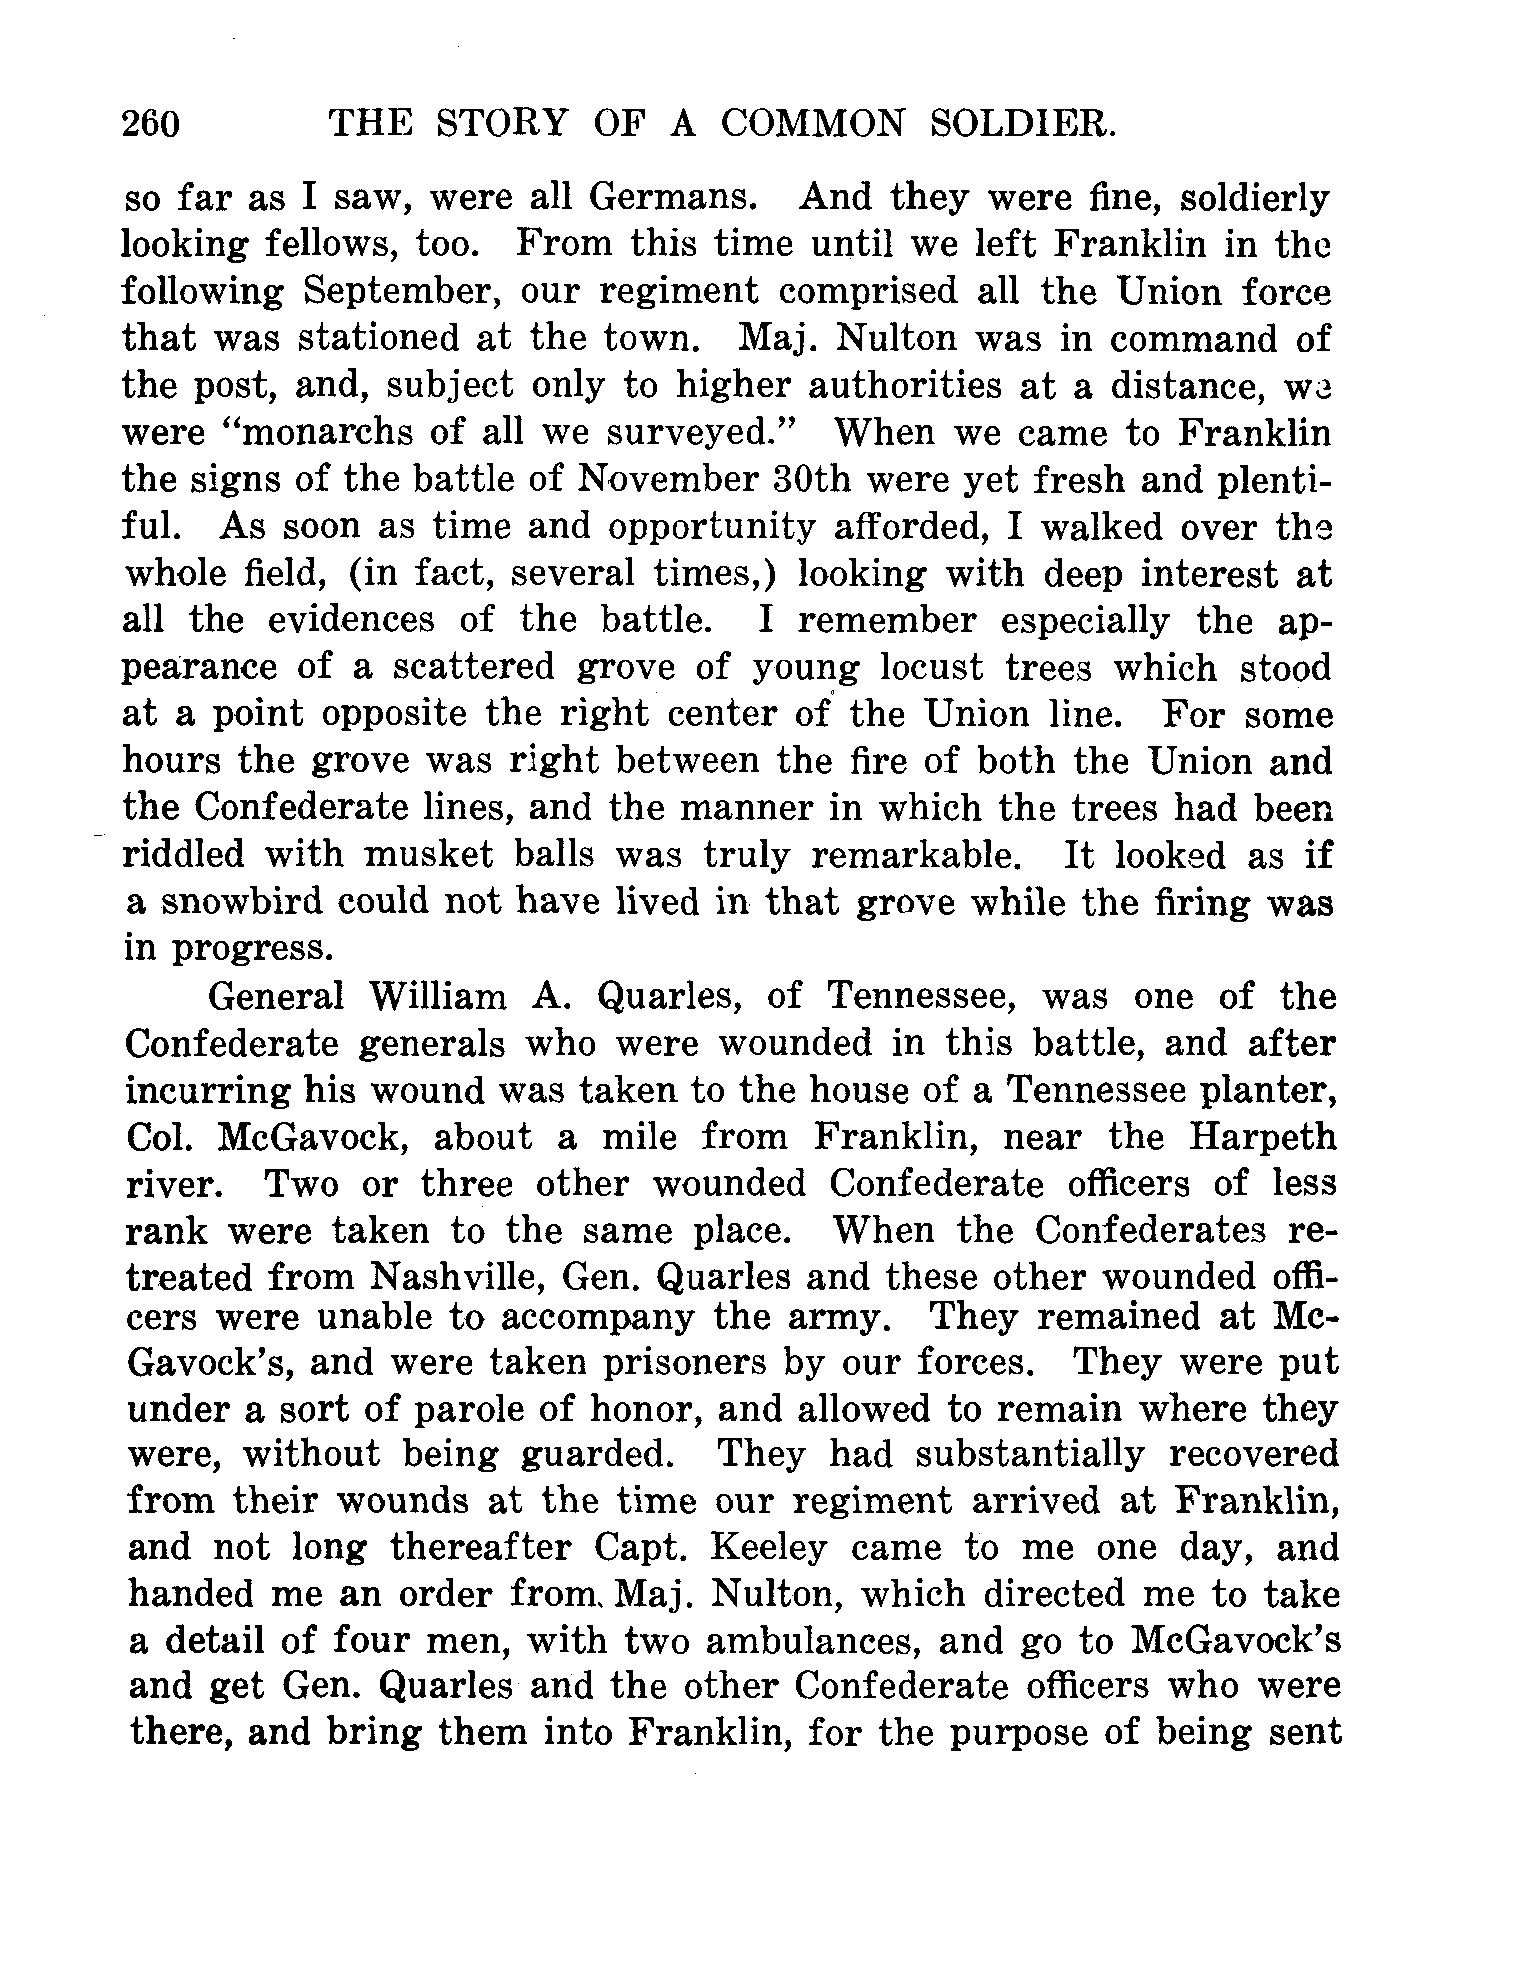 260 THE STORY OF A COMMON SOLDIER.
so far as I saw, were all Germans. And they were fine, soldierly
looking fellows, too. From this time until we left Franklin in the
following September, our regiment comprised all the Union force
that was stationed at the town. Maj. Nulton was in command of
the post, and, subject only to higher authorities at a distance, we
were “monarchs of all we surveyed.” When we came to Franklin
the signs of the battle of November 30th were yet fresh and plenti-
ful. As soon as time and opportunity afforded, I walked over the
whole field, (in fact, several times,) looking with deep interest at
all the evidences of the battle. I remember especially the ap-
pearance of a scattered grove of young locust trees which stood
at a point opposite the right center of the Union line. For some
hours the grove was right between the fire of both the Union and
the Confederate lines, and the manner in which the trees had been
riddled with musket balls was truly remarkable. It looked as if
a snowbird could not have lived in that grove while the firing was
in progress.
General William A. Quarles, of Tennessee, was one of the
Confederate generals who were wounded in this battle, and after
incurring his wound was taken to the house of a Tennessee planter,
Col. McGavock, about a mile from Franklin, near the Harpeth
river. Two or three other wounded Confederate officers of less
rank were taken to the same place. When the Confederates re-
treated from Nashville, Gen. Quarles and these other wounded offi-
cers were unable to accompany the army. They remained at Mc-
Gavock’s, and were taken prisoners by our forces. They were put
under a sort of parole of honor, and allowed to remain where they
were, without being guarded. They had substantially recovered
from their wounds at the time our regiment arrived at Franklin,
and not long thereafter Capt. Keeley came to me one day, and
handed me an order from Maj. Nulton, which directed me to take
a detail of four men, with two ambulances, and go to McGavock’s
and get Gen. Quarles and the other Confederate officers who were
there, and bring them into Franklin, for the purpose of being sent